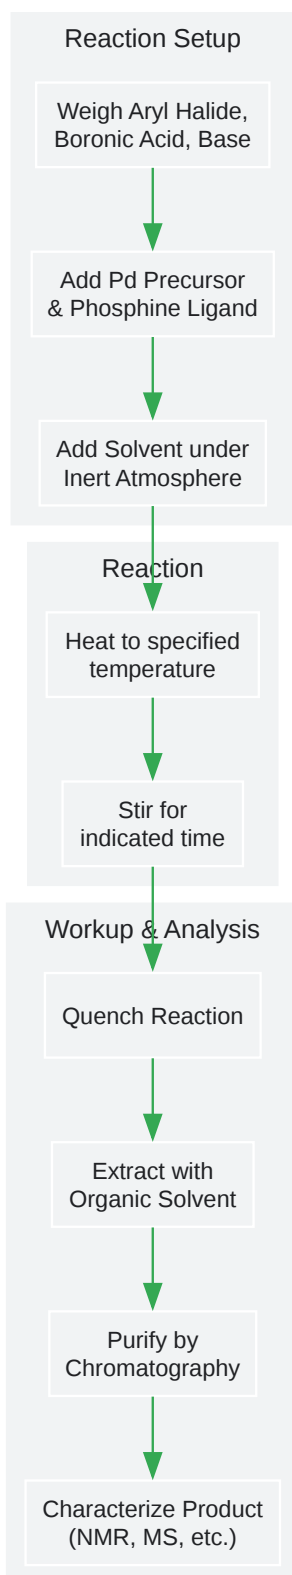 Reaction Setup
Weigh Aryl Halide,
Boronic Acid, Base
Add Pd Precursor
& Phosphine Ligand
Add Solvent under
Inert Atmosphere
Reaction
Heat to specified
temperature
Stir for
indicated time
Workup & Analysis
Quench Reaction
Extract with
Organic Solvent
Purify by
Chromatography
Characterize Product
(NMR, MS, etc.)